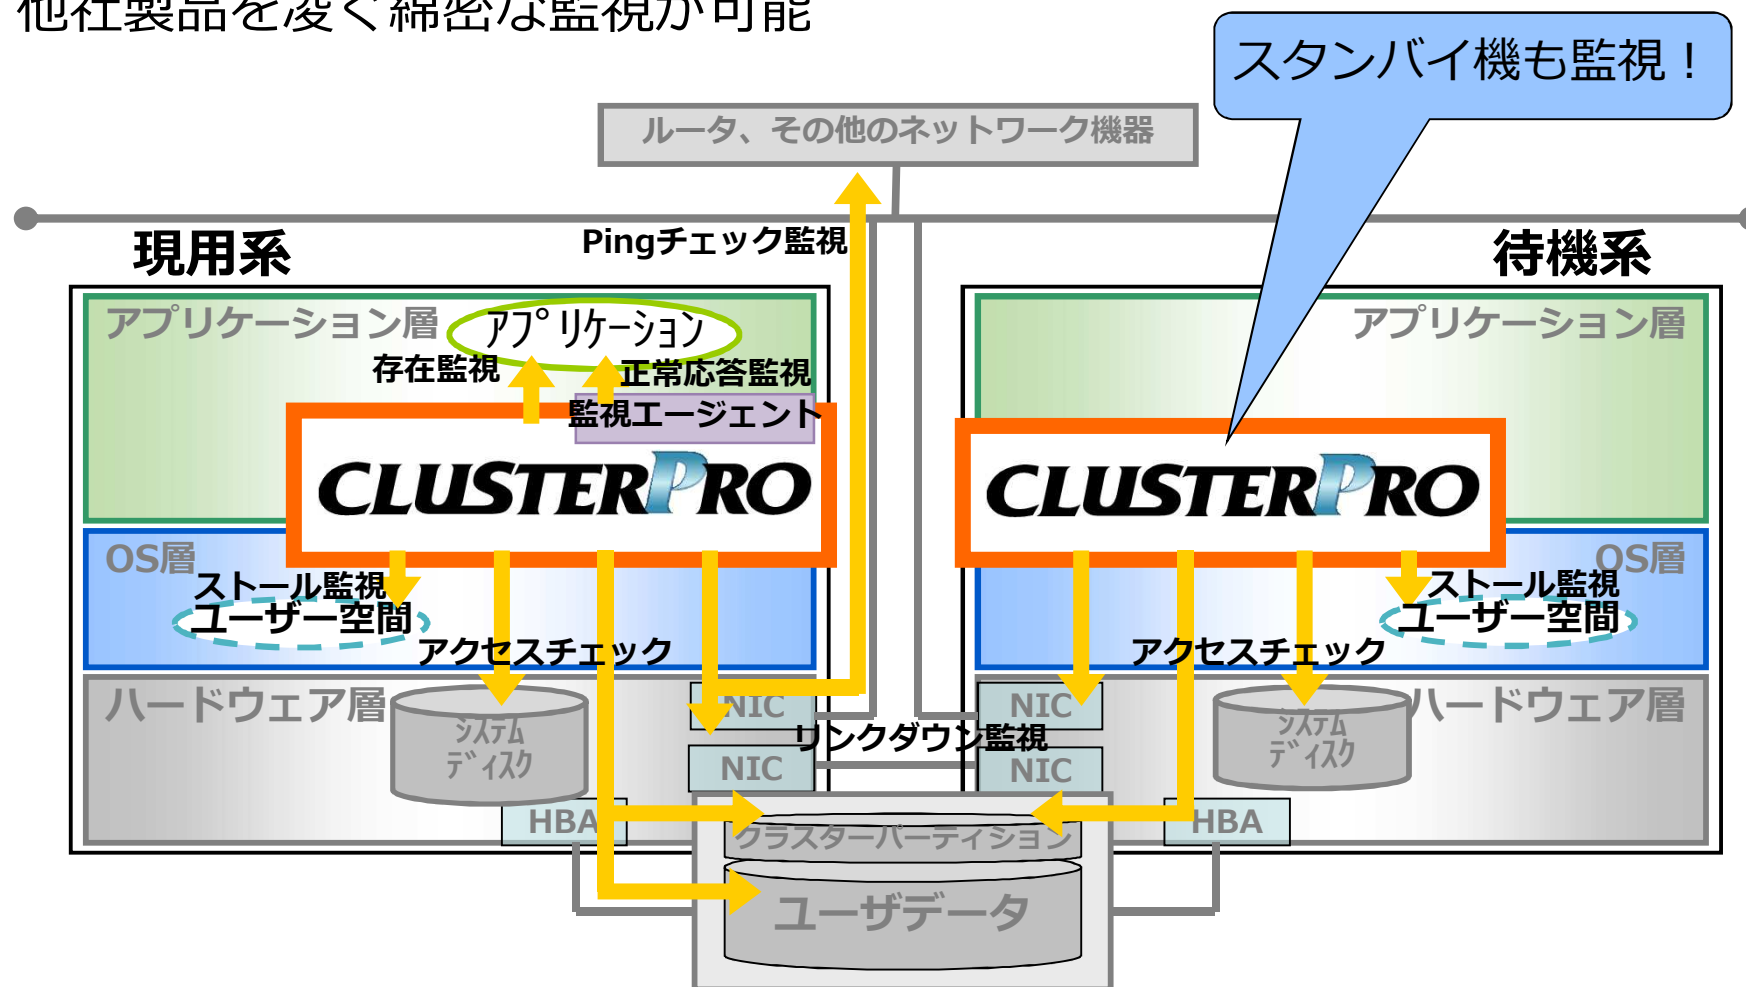 他社製品を凌ぐ綿密な監視が可能
スタンバイ機も監視！
ルータ、その他のネットワーク機器
現用系
Pingチェック監視
待機系
アプリケーション層
ｱﾌﾟﾘｹｰｼｮﾝ
アプリケーション層
存在監視
正常応答監視
監視エージェント
CLUSTERPRO
CLUSTERPRO
OS層
OS層
ストール監視
ユーザー空間
ストール監視
ユーザー空間
アクセスチェック
アクセスチェック
ハードウェア層
NIC
NIC
ハードウェア層
ｼｽﾃﾑ
ﾃﾞｨｽｸ
リンクダウン監視
ｼｽﾃﾑ
ﾃﾞｨｽｸ
NIC
NIC
HBA
HBA
クラスターパーティション
ユーザデータ